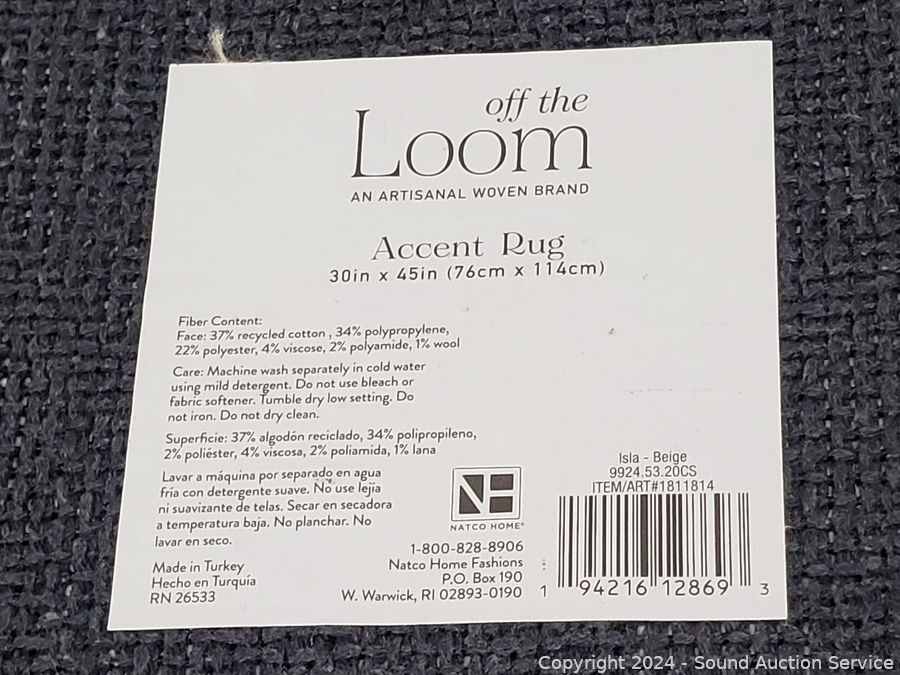 off the
Loom
AN ARTISANAL WOVEN BRAND
Accent Rug
30in x 45in (76cm x 114cm)
Fiber Content:
Face: 37% recycled cotton , 34% polypropylene,
22% polyester, 4% viscose, 2% polyamide, 1% wool
Care: Machine wash separately in cold water
using mild detergent. Do not use bleach or
fabric softener. Tumble dry low setting. Do
not iron. Do not dry clean.
Superficie: 37% algodón reciclado, 34% polipropileno,
2% poliéster, 4% viscosa, 2% poliamida, 1% lana
Lavar a máquina por separado en agua
fría con detergente suave. No use lejía
ni suavizante de telas. Secar en secadora
a temperatura baja. No planchar. No
lavar en seco.
Made in Turkey
Hecho en Turquía
RN 26533
NATCO HOME®
1-800-828-8906
Natco Home Fashions
P.O. Box 190
W. Warwick, RI 02893-0190
Isla - Beige
9924.53.20CS
ITEM/ART#1811814
1 94216 12869 3
Copyright 2024 - Sound Auction Service